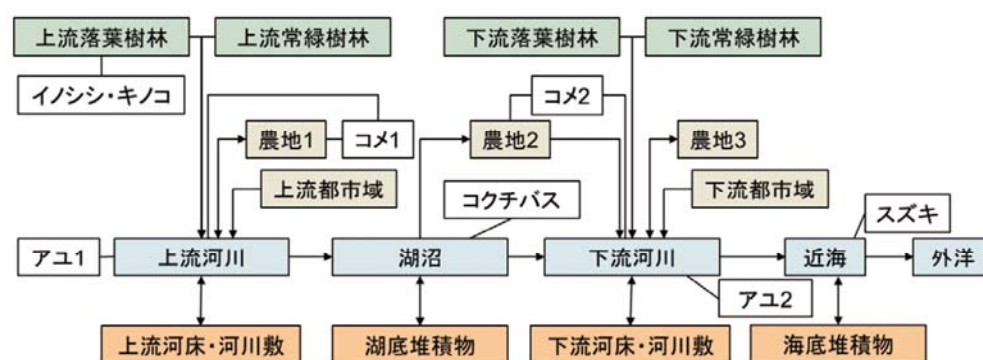 上流落葉樹林
上流常緑樹林
下流落葉樹林
下流常緑樹林
イノシシ・キノコ
コメ2
農地1
コメ1
農地2
農地3
上流都市域
コクチバス
下流都市域
スズキ
アユ1
上流河川
湖沼
下流河川
近海
外洋
アユ2
上流河床・河川敷
湖底堆積物
下流河床・河川敷
海底堆積物